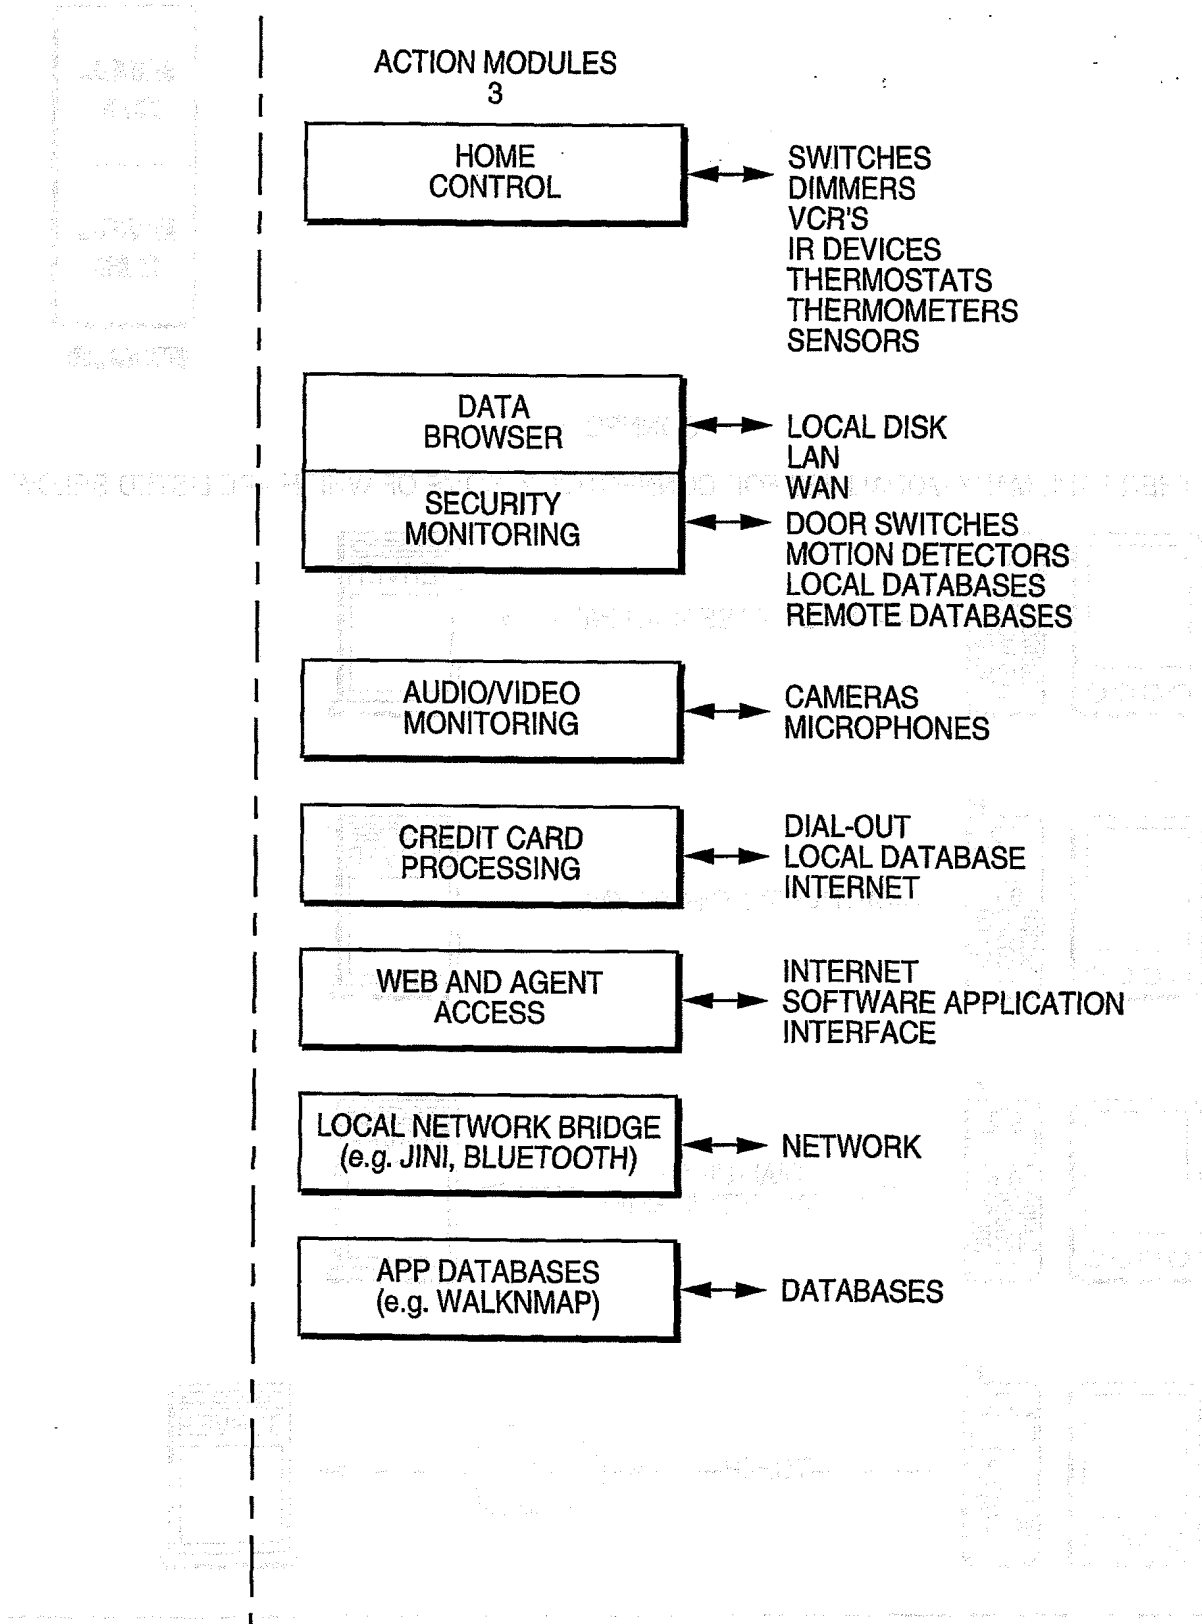 ACTION MODULES
3
HOME
CONTROL
SWITCHES
DIMMERS
VCR'S
IR DEVICES
THERMOSTATS
THERMOMETERS
SENSORS
DATA
BROWSER
LOCAL DISK
LAN
WAN
SECURITY
MONITORING
DOOR SWITCHES
MOTION DETECTORS
LOCAL DATABASES
REMOTE DATABASES
AUDIO/VIDEO
MONITORING
CAMERAS
MICROPHONES
CREDIT CARD
PROCESSING
DIAL-OUT
LOCAL DATABASE
INTERNET
WEB AND AGENT
ACCESS
INTERNET
SOFTWARE APPLICATION
INTERFACE
LOCAL NETWORK BRIDGE
(e.g. JINI, BLUETOOTH)
NETWORK
APP DATABASES
(e.g. WALKNMAP)
DATABASES